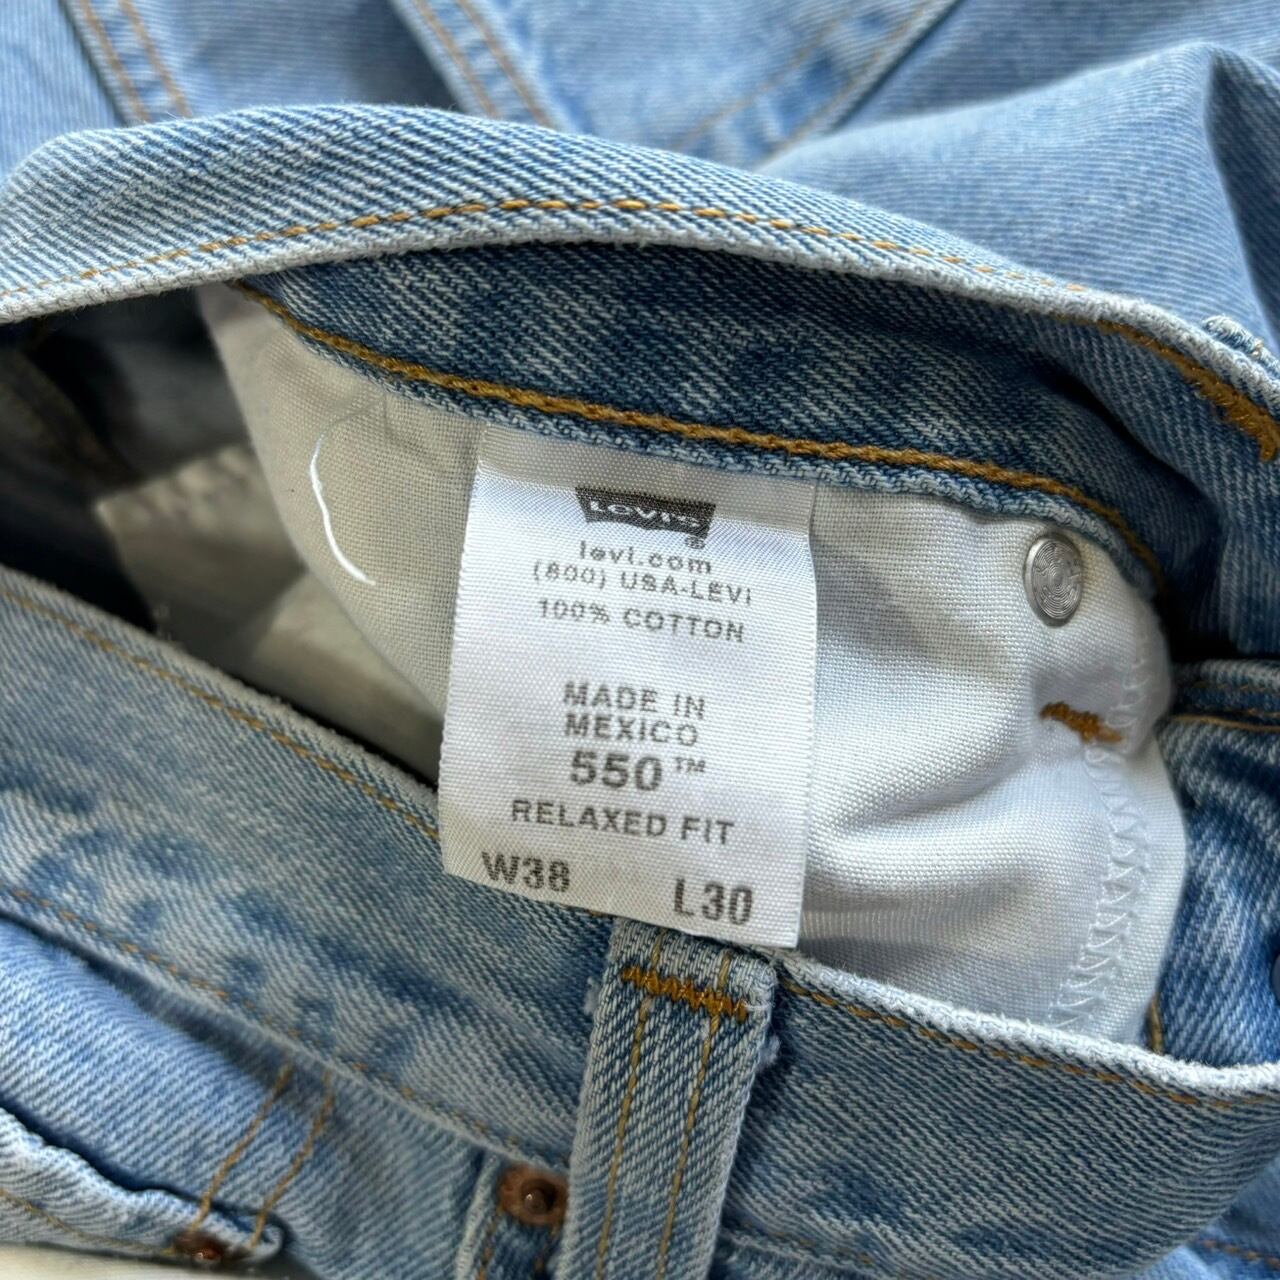 LEVI'S
®
levi.com
(800) USA-LEVI
100% COTTON
MADE IN
MEXICO
550™
RELAXED FIT
W38 L30